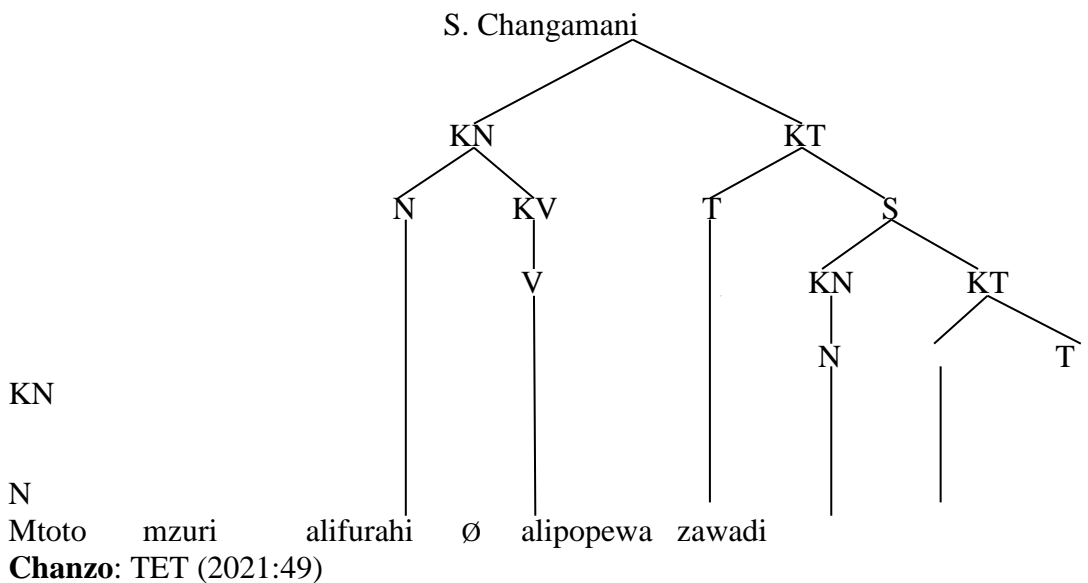 S. Changamani
KN KT
N KV T S
V KN KT
N T
KN
N
Mtoto mzuri alifurahi Ø alipopewa zawadi
Chanzo: TET (2021:49)